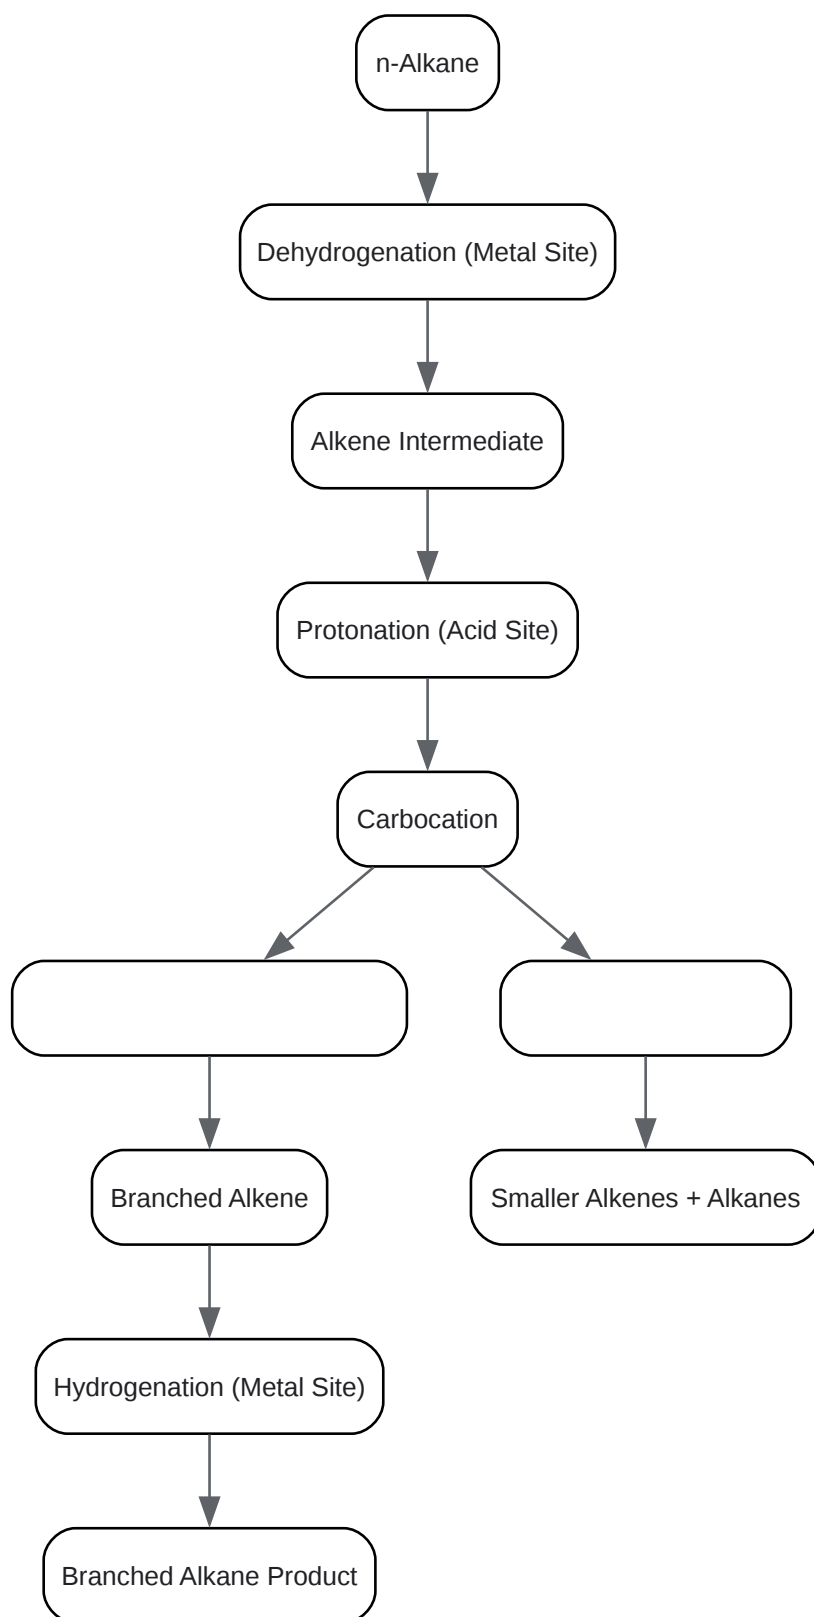 n-Alkane
Dehydrogenation (Metal Site)
Alkene Intermediate
Protonation (Acid Site)
Carbocation
Branched Alkene
Smaller Alkenes + Alkanes
Hydrogenation (Metal Site)
Branched Alkane Product